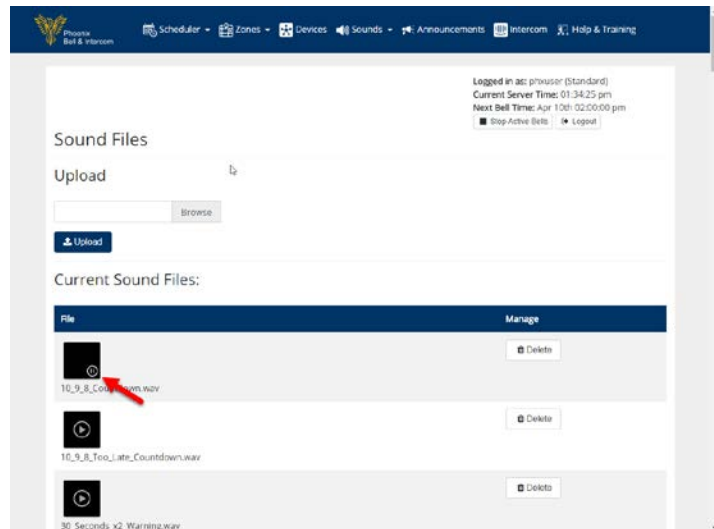 Phoenix
Bell & Intercom
Scheduler
Zones
Devices
Sounds
Announcements
Intercom
Help & Training
Logged in as: phxuser (Standard)
Current Server Time: 01:34:25 pm
Next Bell Time: Apr 10th 02:00:00 pm
Stop Active Bells
Logout
Sound Files
Upload
Browse
Upload
Current Sound Files:
File Manage
Delete
10_9_8_Countdown.wav
Delete
10_9_8_Too_Late_Countdown.wav
Delete
30_Seconds_x2_Warning.wav